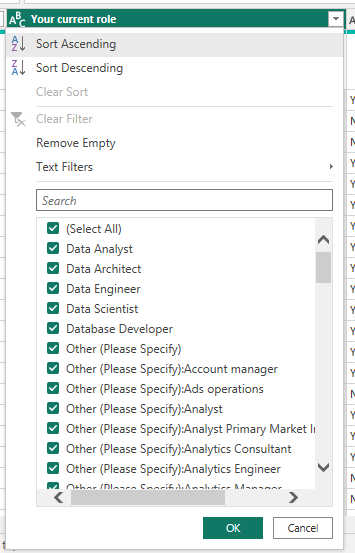 ABC Your current role
Sort Ascending
Sort Descending
Clear Sort
Clear Filter
Remove Empty
Text Filters
Search
(Select All)
Data Analyst
Data Architect
Data Engineer
Data Scientist
Database Developer
Other (Please Specify)
Other (Please Specify):Account manager
Other (Please Specify):Ads operations
Other (Please Specify):Analyst
Other (Please Specify):Analyst Primary Market In
Other (Please Specify):Analytics Consultant
Other (Please Specify):Analytics Engineer
Other (Please Specify):Analytics Manager
OK
Cancel